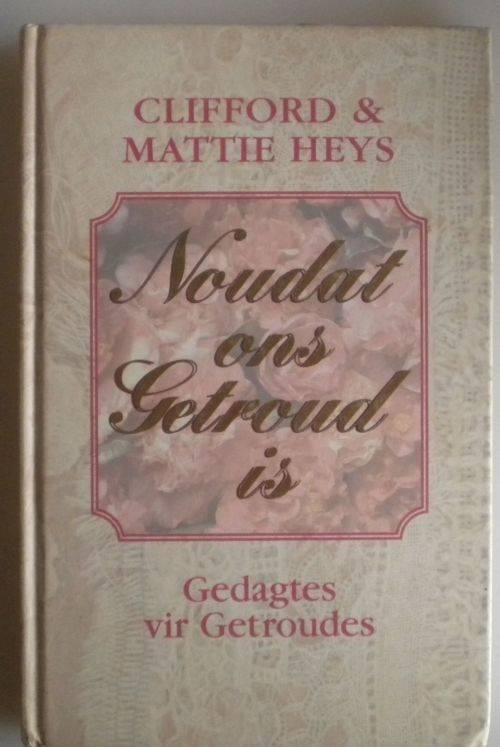 CLIFFORD &
MATTIE HEYS
Noudat
ons
Getroud
is
Gedagtes
vir Getroudes